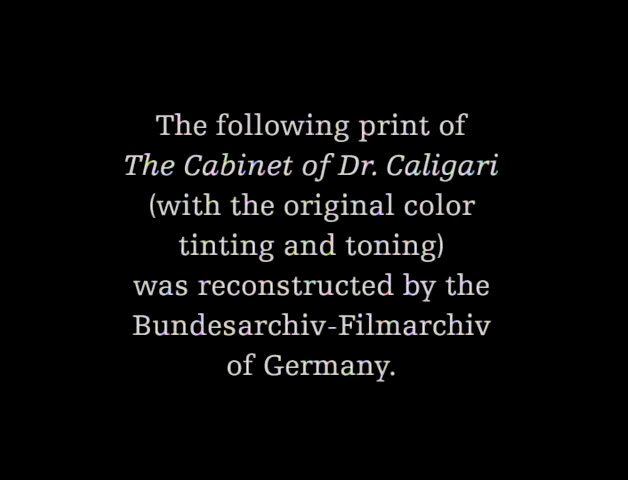 The following print of
The Cabinet of Dr. Caligari
(with the original color
tinting and toning)
was reconstructed by the
Bundesarchiv-Filmarchiv
of Germany.